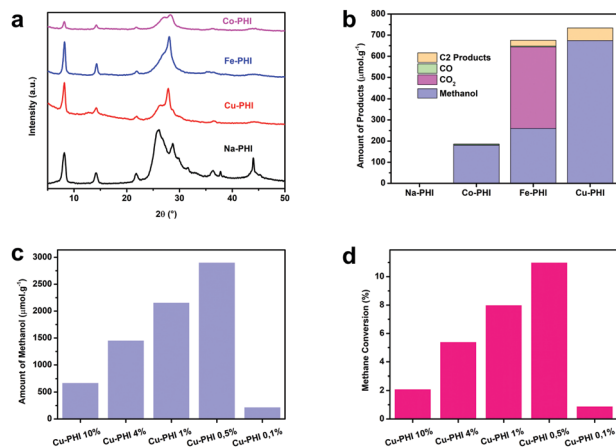 a
Co-PHI
Fe-PHI
Cu-PHI
Na-PHI
Intensity (a.u.)
10 20 30 40 50
2θ (°)
b
800
700
600
500
400
300
200
100
0
Amount of Products (μmol.g⁻¹)
C2 Products
CO
CO₂
Methanol
Na-PHI Co-PHI Fe-PHI Cu-PHI
c
3000
2500
2000
1500
1000
500
0
Amount of Methanol (μmol.g⁻¹)
Cu-PHI 10% Cu-PHI 4% Cu-PHI 1% Cu-PHI 0,5% Cu-PHI 0,1%
d
10
8
6
4
2
0
Methane Conversion (%)
Cu-PHI 10% Cu-PHI 4% Cu-PHI 1% Cu-PHI 0,5% Cu-PHI 0,1%